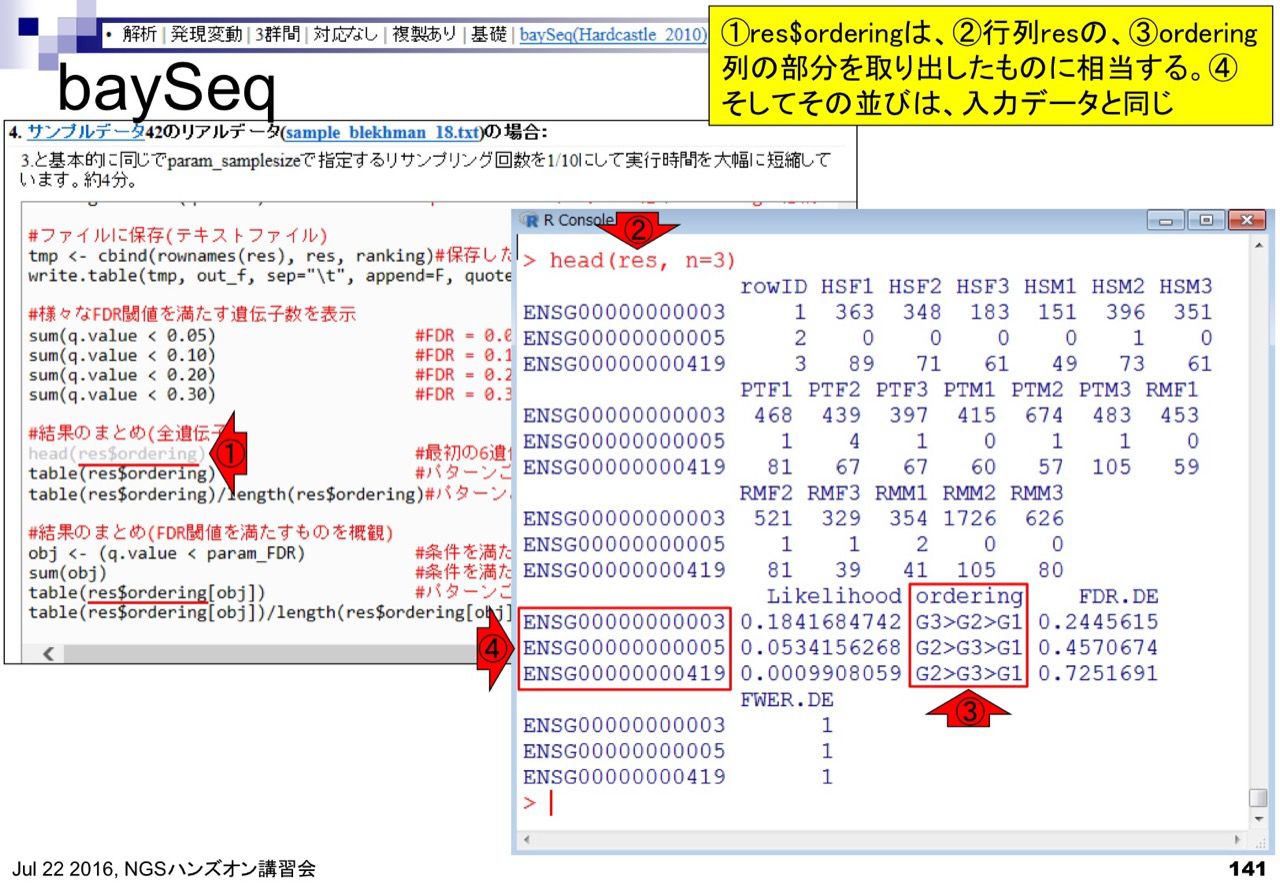 • 解析 | 発現変動 | 3群間 | 対応なし | 複製あり | 基礎 | baySeq(Hardcastle_2010)
①res$orderingは、②行列resの、③ordering
列の部分を取り出したものに相当する。④
そしてその並びは、入力データと同じ
baySeq
4. サンプルデータ42のリアルデータ(sample_blekhman_18.txt)の場合:
3.と基本的に同じでparam_samplesizeで指定するリサンプリング回数を1/10にして実行時間を大幅に短縮して
います。約4分。
#ファイルに保存(テキストファイル)
tmp <- cbind(rownames(res), res, ranking)#保存した
write.table(tmp, out_f, sep="\t", append=F, quote
#様々なFDR閾値を満たす遺伝子数を表示
sum(q.value < 0.05) #FDR = 0.0
sum(q.value < 0.10) #FDR = 0.1
sum(q.value < 0.20) #FDR = 0.2
sum(q.value < 0.30) #FDR = 0.3
#結果のまとめ(全遺伝子
head(res$ordering) #最初の6遺
①
table(res$ordering) #パターンご
table(res$ordering)/length(res$ordering)#パターン
#結果のまとめ(FDR閾値を満たすものを概観)
obj <- (q.value < param_FDR) #条件を満た
sum(obj) #条件を満た
table(res$ordering[obj]) #パターンご
table(res$ordering[obj])/length(res$ordering[obj]
R Console
②
> head(res, n=3)
rowID HSF1 HSF2 HSF3 HSM1 HSM2 HSM3
ENSG00000000003 1 363 348 183 151 396 351
ENSG00000000005 2 0 0 0 0 1 0
ENSG00000000419 3 89 71 61 49 73 61
PTF1 PTF2 PTF3 PTM1 PTM2 PTM3 RMF1
ENSG00000000003 468 439 397 415 674 483 453
ENSG00000000005 1 4 1 0 1 1 0
ENSG00000000419 81 67 67 60 57 105 59
RMF2 RMF3 RMM1 RMM2 RMM3
ENSG00000000003 521 329 354 1726 626
ENSG00000000005 1 1 2 0 0
ENSG00000000419 81 39 41 105 80
Likelihood ordering FDR.DE
ENSG00000000003 0.1841684742 G3>G2>G1 0.2445615
ENSG00000000005 0.0534156268 G2>G3>G1 0.4570674
ENSG00000000419 0.0009908059 G2>G3>G1 0.7251691
④
③
FWER.DE
ENSG00000000003 1
ENSG00000000005 1
ENSG00000000419 1
>
Jul 22 2016, NGSハンズオン講習会
141